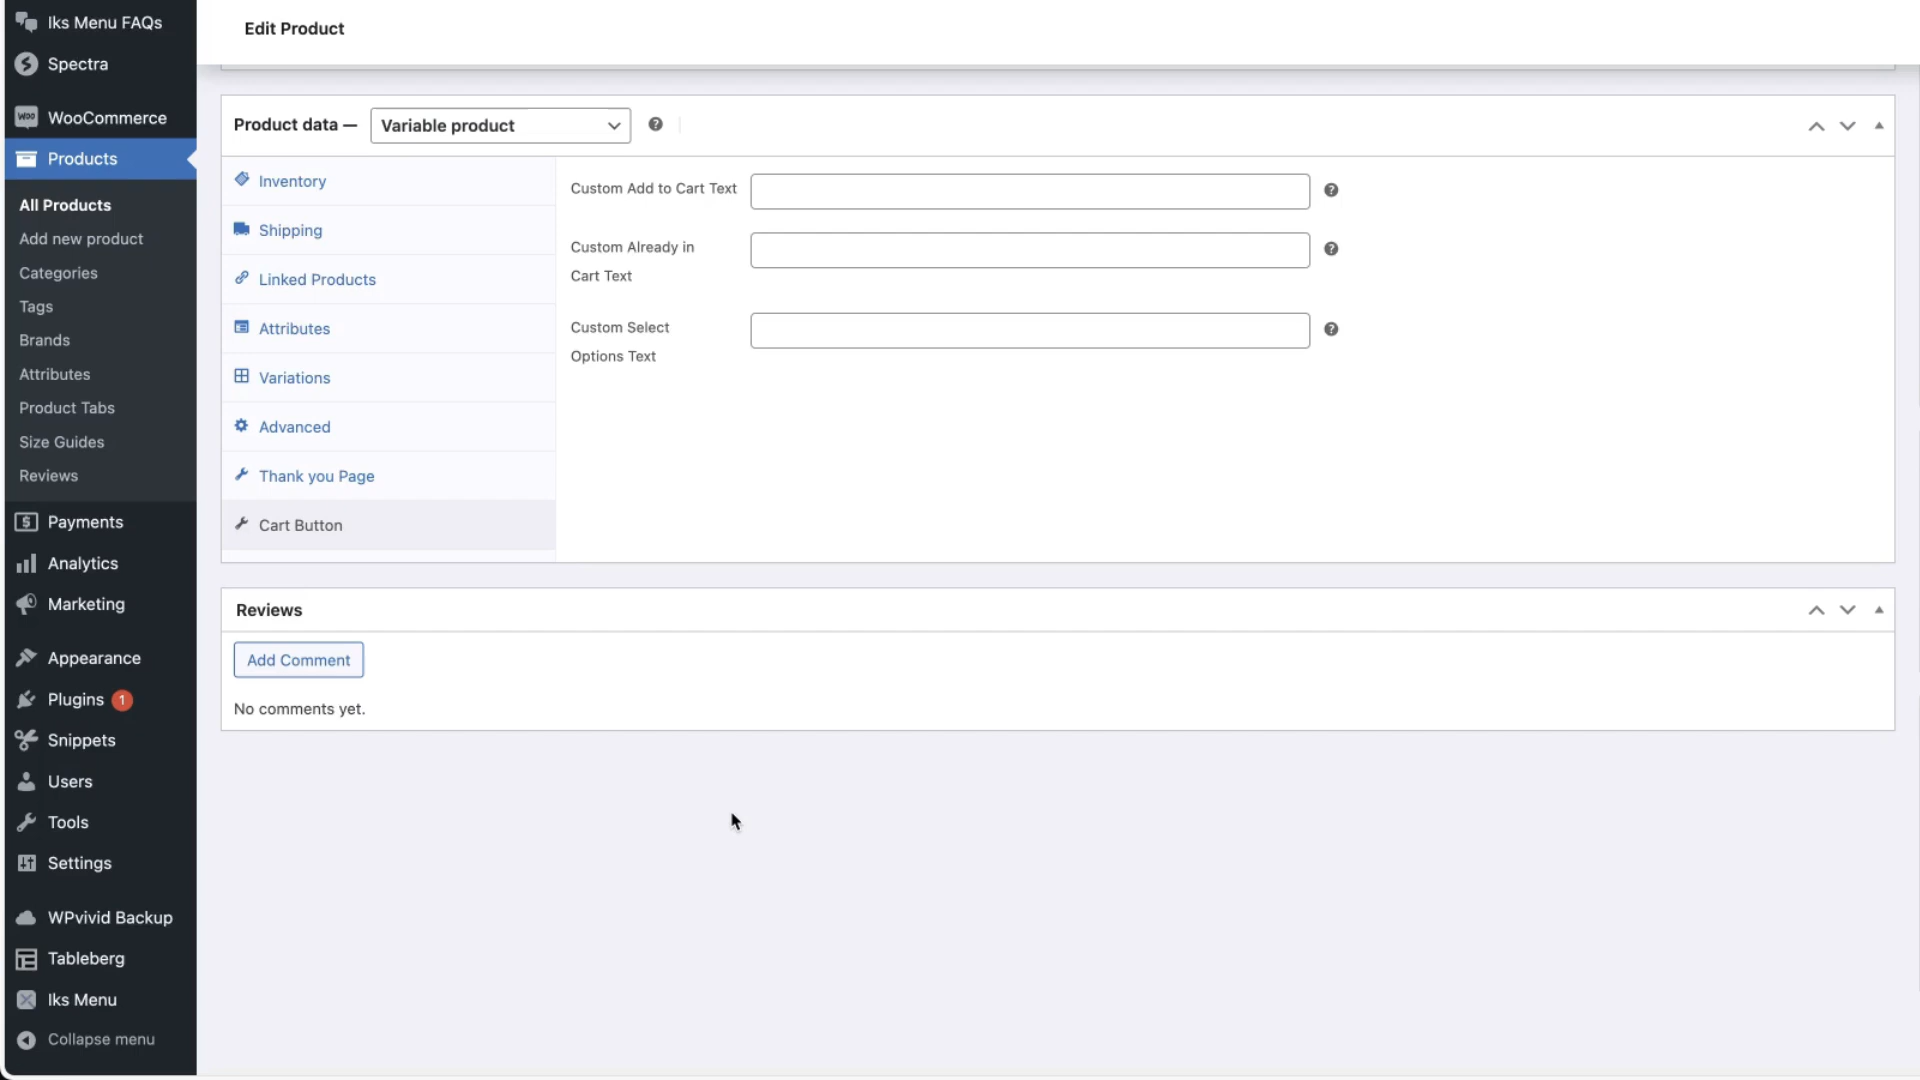 Iks Menu FAQs
Spectra
WooCommerce
Products
All Products
Add new product
Categories
Tags
Brands
Attributes
Product Tabs
Size Guides
Reviews
Payments
Analytics
Marketing
Appearance
Plugins 1
Snippets
Users
Tools
Settings
WPvivid Backup
Tableberg
Iks Menu
Collapse menu
Edit Product
Product data — Variable product
Inventory
Shipping
Linked Products
Attributes
Variations
Advanced
Thank you Page
Cart Button
Custom Add to Cart Text
Custom Already in
Cart Text
Custom Select
Options Text
Reviews
Add Comment
No comments yet.